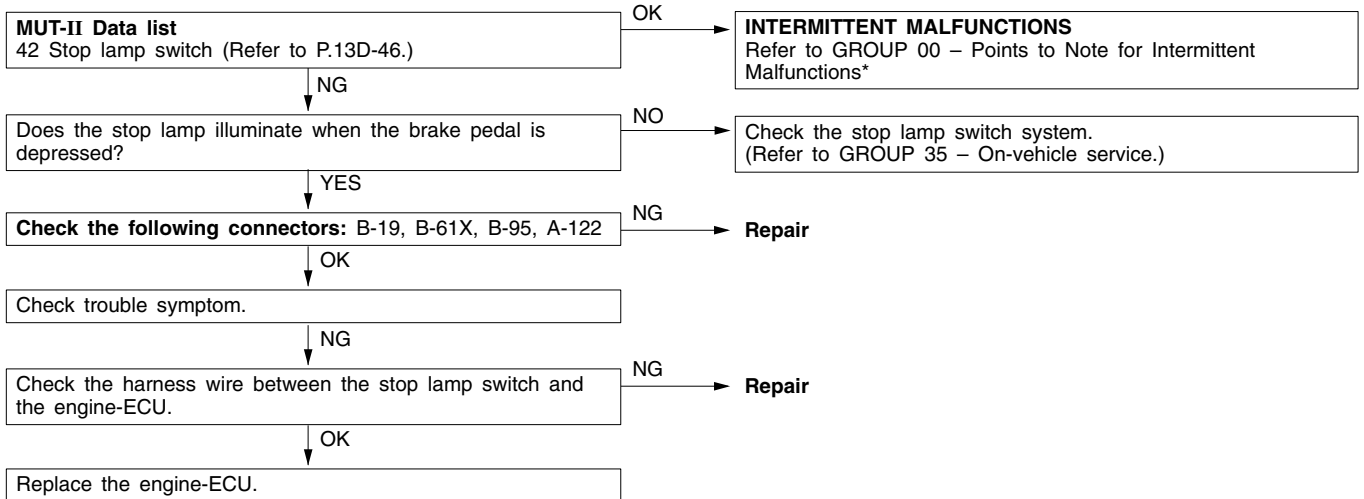 MUT-II Data list
42 Stop lamp switch (Refer to P.13D-46.)
OK
INTERMITTENT MALFUNCTIONS
Refer to GROUP 00 – Points to Note for Intermittent
Malfunctions*
NG
Does the stop lamp illuminate when the brake pedal is
depressed?
NO
Check the stop lamp switch system.
(Refer to GROUP 35 – On-vehicle service.)
YES
Check the following connectors: B-19, B-61X, B-95, A-122
NG
Repair
OK
Check trouble symptom.
NG
Check the harness wire between the stop lamp switch and
the engine-ECU.
NG
Repair
OK
Replace the engine-ECU.